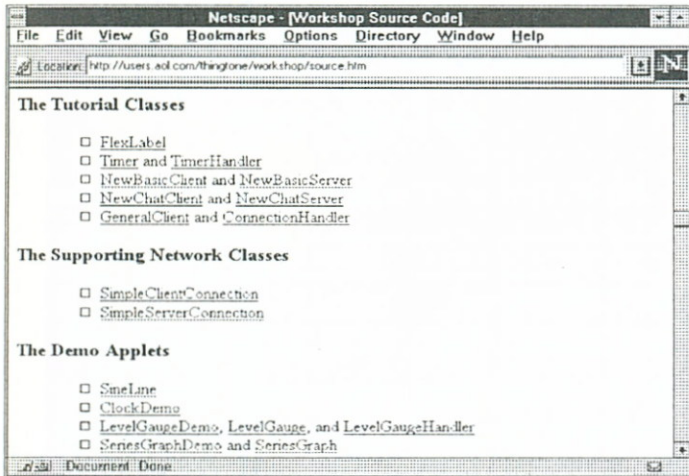 Netscape - [Workshop Source Code]
File Edit View Go Bookmarks Options Directory Window Help
Location: http://users.aol.com/thingtone/workshop/source.htm
N
The Tutorial Classes
FlexLabel
Timer and TimerHandler
NewBasicClient and NewBasicServer
NewChatClient and NewChatServer
GeneralClient and ConnectionHandler
The Supporting Network Classes
SimpleClientConnection
SimpleServerConnection
The Demo Applets
SineLine
ClockDemo
LevelGaugeDemo, LevelGauge, and LevelGaugeHandler
SeriesGraphDemo and SeriesGraph
Document Done